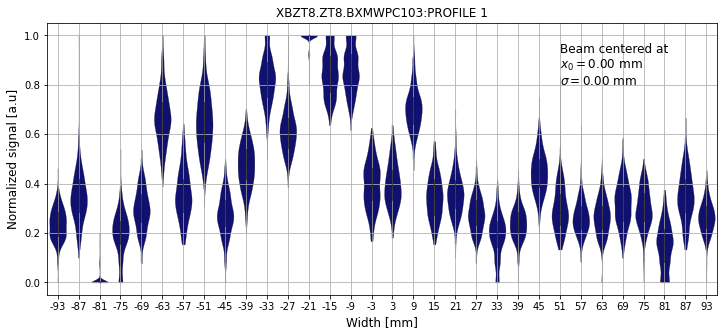 XBZT8.ZT8.BXMWPC103:PROFILE 1
Normalized signal [a.u]
1.0
0.8
0.6
0.4
0.2
0.0
Beam centered at
x₀ = 0.00 mm
σ = 0.00 mm
-93 -87 -81 -75 -69 -63 -57 -51 -45 -39 -33 -27 -21 -15 -9 -3 3 9 15 21 27 33 39 45 51 57 63 69 75 81 87 93
Width [mm]